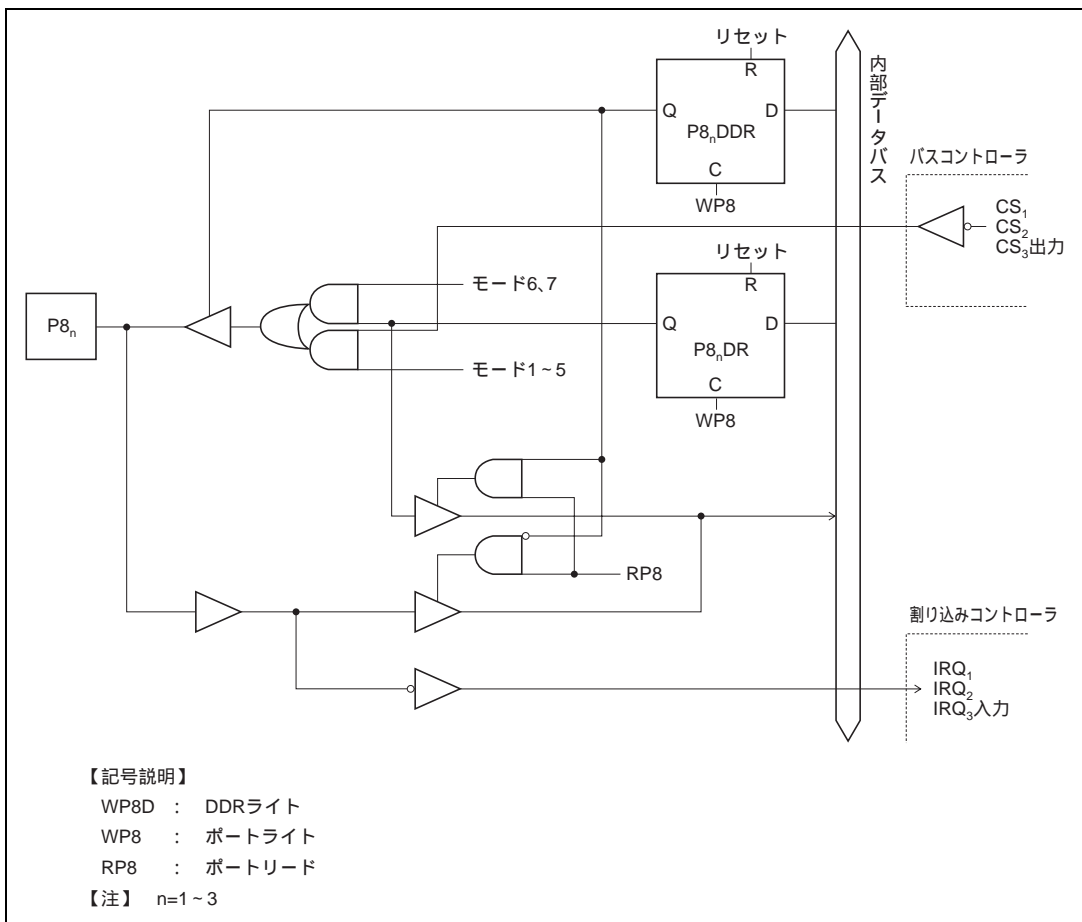 リセット
R
Q
D
P8nDDR
C
WP8
内部データバス
バスコントローラ
CS1
CS2
CS3出力
リセット
R
モード6、7
P8n
Q
D
P8nDR
モード1~5
C
WP8
RP8
割り込みコントローラ
IRQ1
IRQ2
IRQ3入力
【記号説明】
WP8D : DDRライト
WP8 : ポートライト
RP8 : ポートリード
【注】 n=1~3